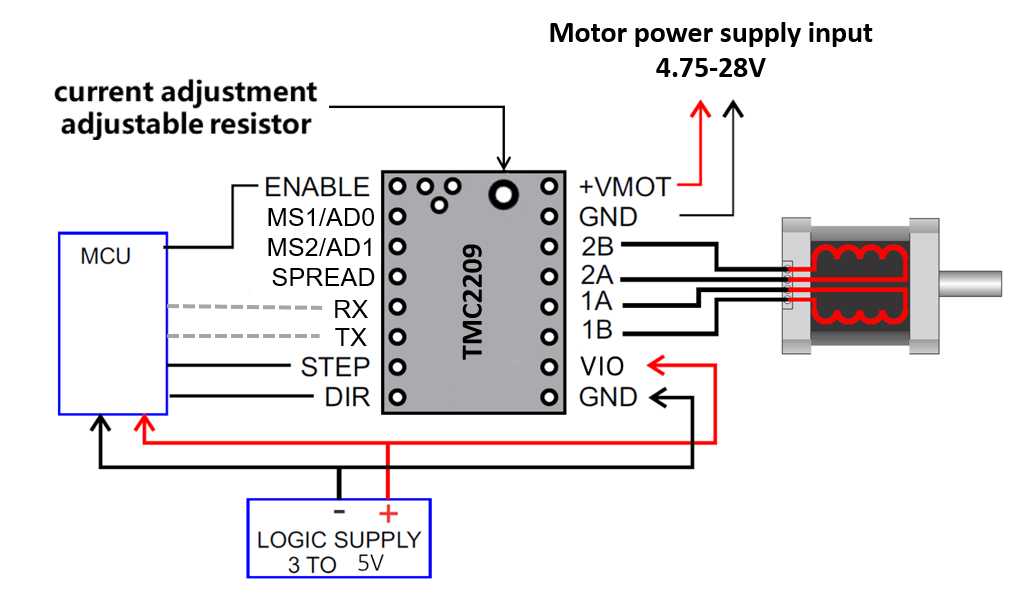 Motor power supply input
4.75-28V
current adjustment
adjustable resistor
ENABLE
MS1/AD0
MS2/AD1
SPREAD
RX
TX
STEP
DIR
TMC2209
+VMOT
GND
2B
2A
1A
1B
VIO
GND
MCU
- +
LOGIC SUPPLY
3 TO 5V